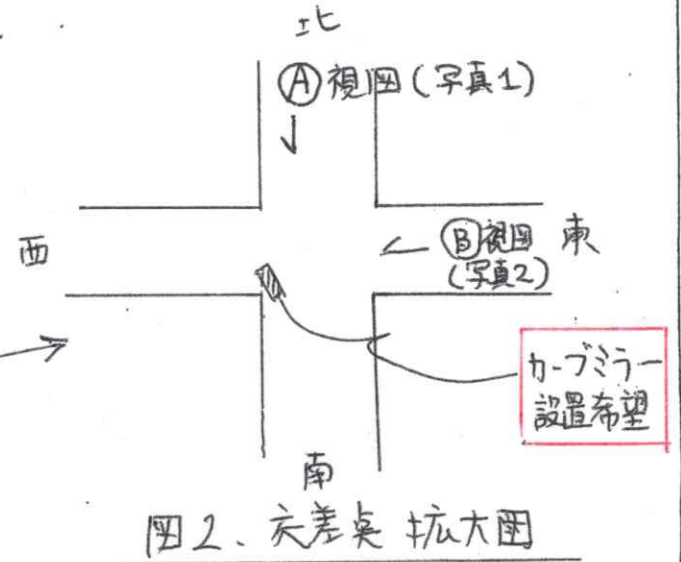 北
Ⓐ視図(写真1)
↓
西
←Ⓑ視図
(写真2)
東
カーブミラー
設置希望
南
図2、交差点拡大図